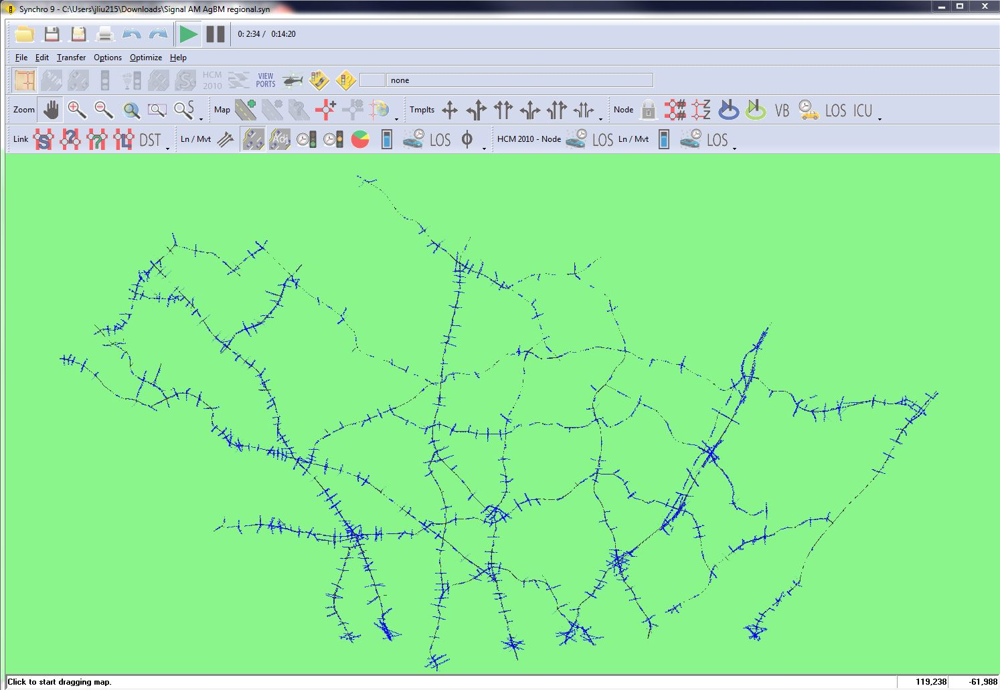 Synchro 9 - C:\Users\jliu215\Downloads\Signal AM AgBM regional.syn
0: 2:34 / 0:14:20
File Edit Transfer Options Optimize Help
HCM 2010 VIEW PORTS none
Zoom S Map Tmplts Node # Z Z VB LOS ICU
Link S ? ? L DST Ln / Mvt Adj LOS ϕ HCM 2010 - Node LOS Ln / Mvt LOS
Click to start dragging map. 119,238 -61,988